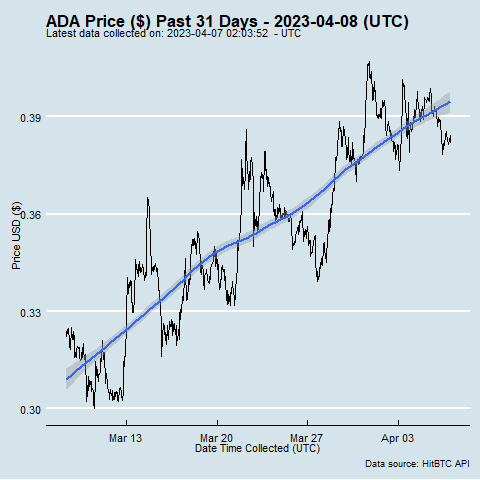 ADA Price ($) Past 31 Days - 2023-04-08 (UTC)
Latest data collected on: 2023-04-07 02:03:52 - UTC
0.39
0.36
0.33
0.30
Price USD ($)
Mar 13 Mar 20 Mar 27 Apr 03
Date Time Collected (UTC)
Data source: HitBTC API